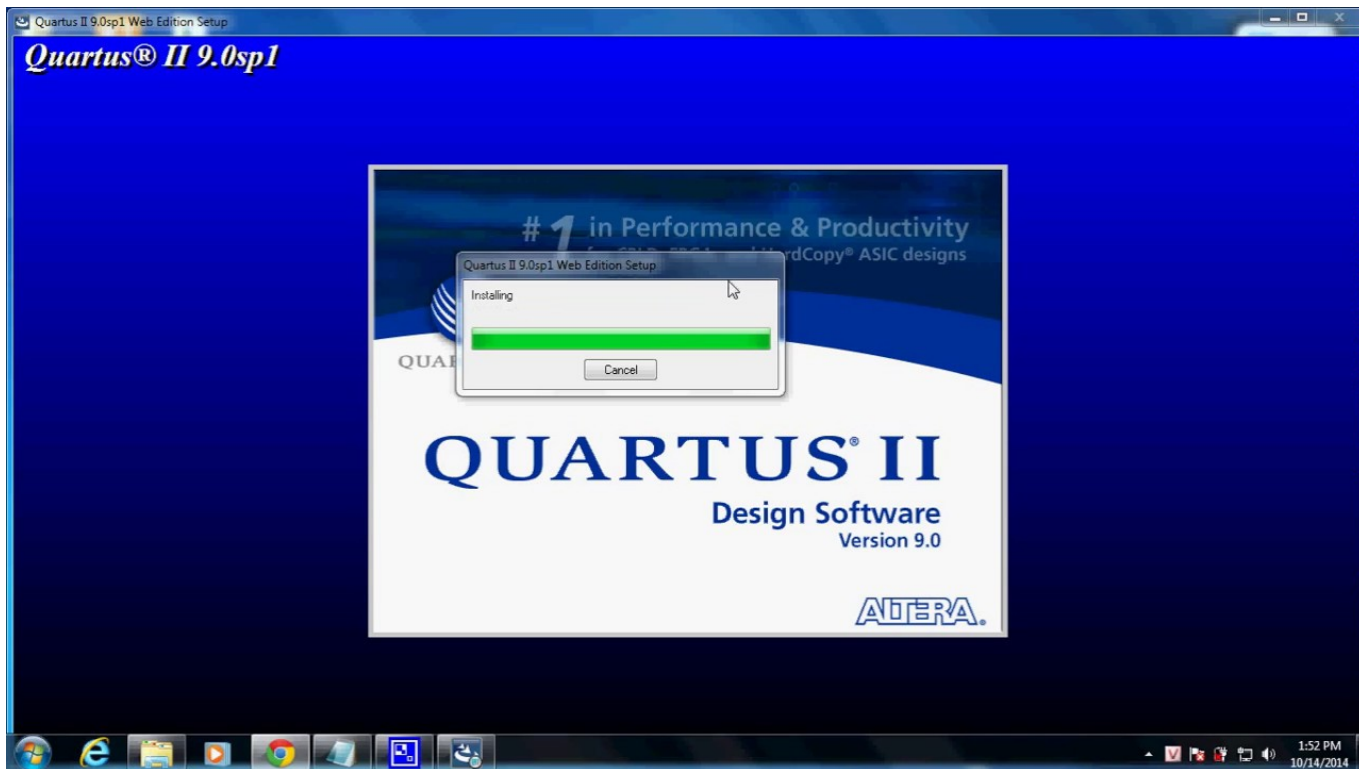 Quartus II 9.0sp1 Web Edition Setup
Quartus® II 9.0sp1
#1 in Performance & Productivity
rdCopy® ASIC designs
Quartus II 9.0sp1 Web Edition Setup
Installing
QUAR
Cancel
QUARTUS® II
Design Software
Version 9.0
ALTERA®
V
1:52 PM
10/14/2014